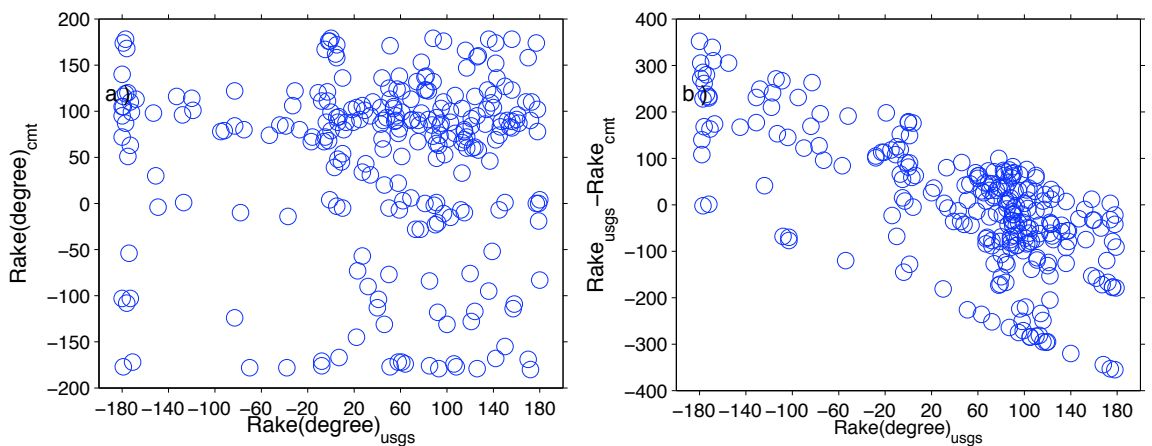 200
150
100
50
0
−50
−100
−150
−200
Rake(degree)cmt
a )
−180 −140 −100 −60 −20 20 60 100 140 180
Rake(degree)usgs
400
300
200
100
0
−100
−200
−300
−400
Rakeusgs−Rakecmt
b )
−180 −140 −100 −60 −20 20 60 100 140 180
Rake(degree)usgs